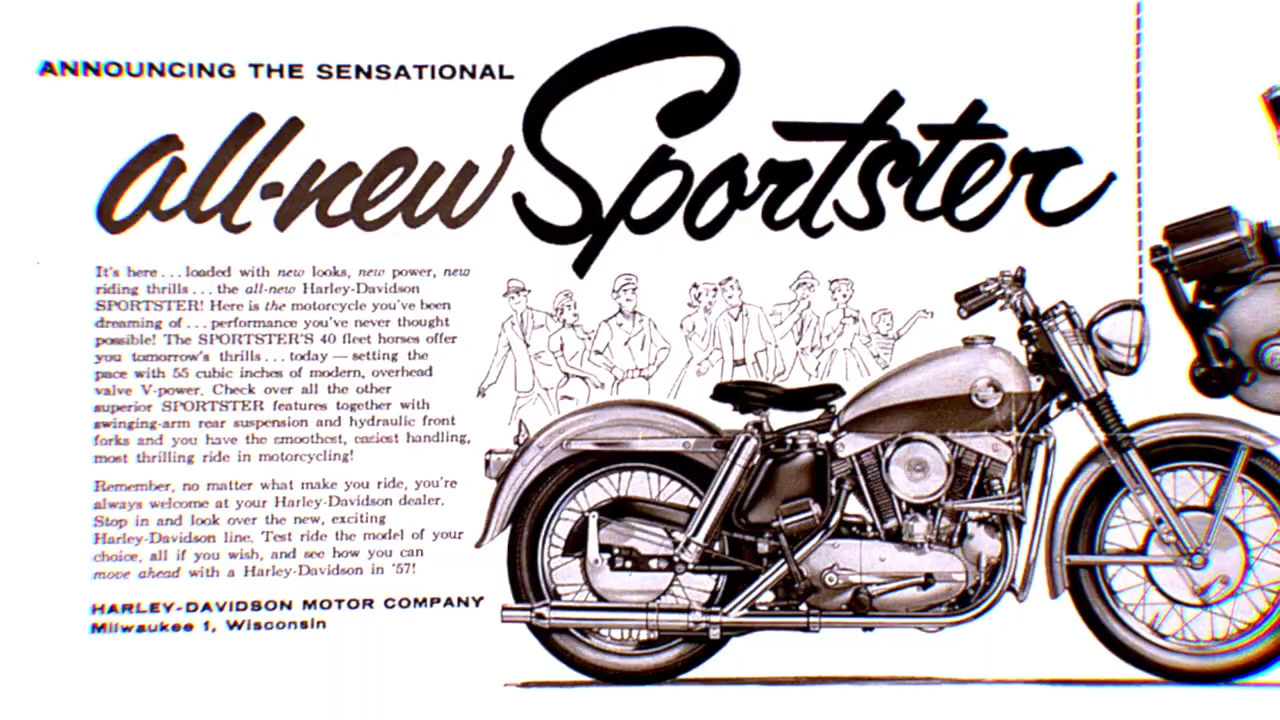 ANNOUNCING THE SENSATIONAL
all-new Sportster
It's here . . . loaded with new looks, new power, new
riding thrills . . . the all-new Harley-Davidson
SPORTSTER! Here is the motorcycle you've been
dreaming of . . . performance you've never thought
possible! The SPORTSTER'S 40 fleet horses offer
you tomorrow's thrills . . . today — setting the
pace with 55 cubic inches of modern, overhead
valve V-power. Check over all the other
superior SPORTSTER features together with
swinging-arm rear suspension and hydraulic front
forks and you have the smoothest, easiest handling,
most thrilling ride in motorcycling!
Remember, no matter what make you ride, you're
always welcome at your Harley-Davidson dealer.
Stop in and look over the new, exciting
Harley-Davidson line. Test ride the model of your
choice, all if you wish, and see how you can
move ahead with a Harley-Davidson in '57!
HARLEY-DAVIDSON MOTOR COMPANY
Milwaukee 1, Wisconsin